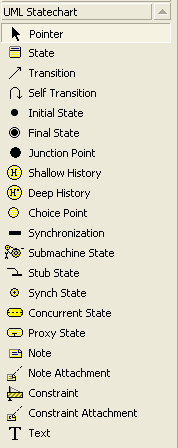 UML Statechart
Pointer
State
Transition
Self Transition
Initial State
Final State
Junction Point
H Shallow History
H* Deep History
Choice Point
Synchronization
Submachine State
Stub State
Synch State
Concurrent State
Proxy State
Note
Note Attachment
Constraint
Constraint Attachment
T Text